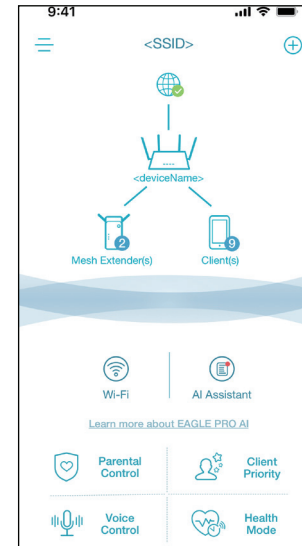 9:41
<SSID>
<deviceName>
2
9
Mesh Extender(s)
Client(s)
Wi-Fi
AI Assistant
Learn more about EAGLE PRO AI
Parental
Control
Client
Priority
Voice
Control
Health
Mode